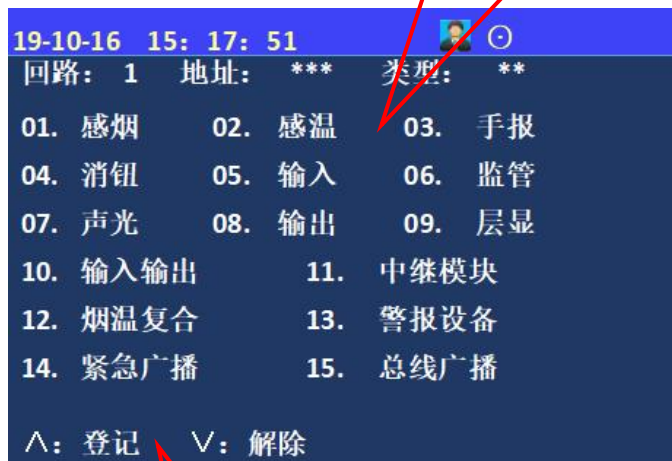 19-10-16 15: 17: 51
回路: 1 地址: *** 类型: **
01. 感烟 02. 感温 03. 手报
04. 消钮 05. 输入 06. 监管
07. 声光 08. 输出 09. 层显
10. 输入输出 11. 中继模块
12. 烟温复合 13. 警报设备
14. 紧急广播 15. 总线广播
∧: 登记 ∨: 解除